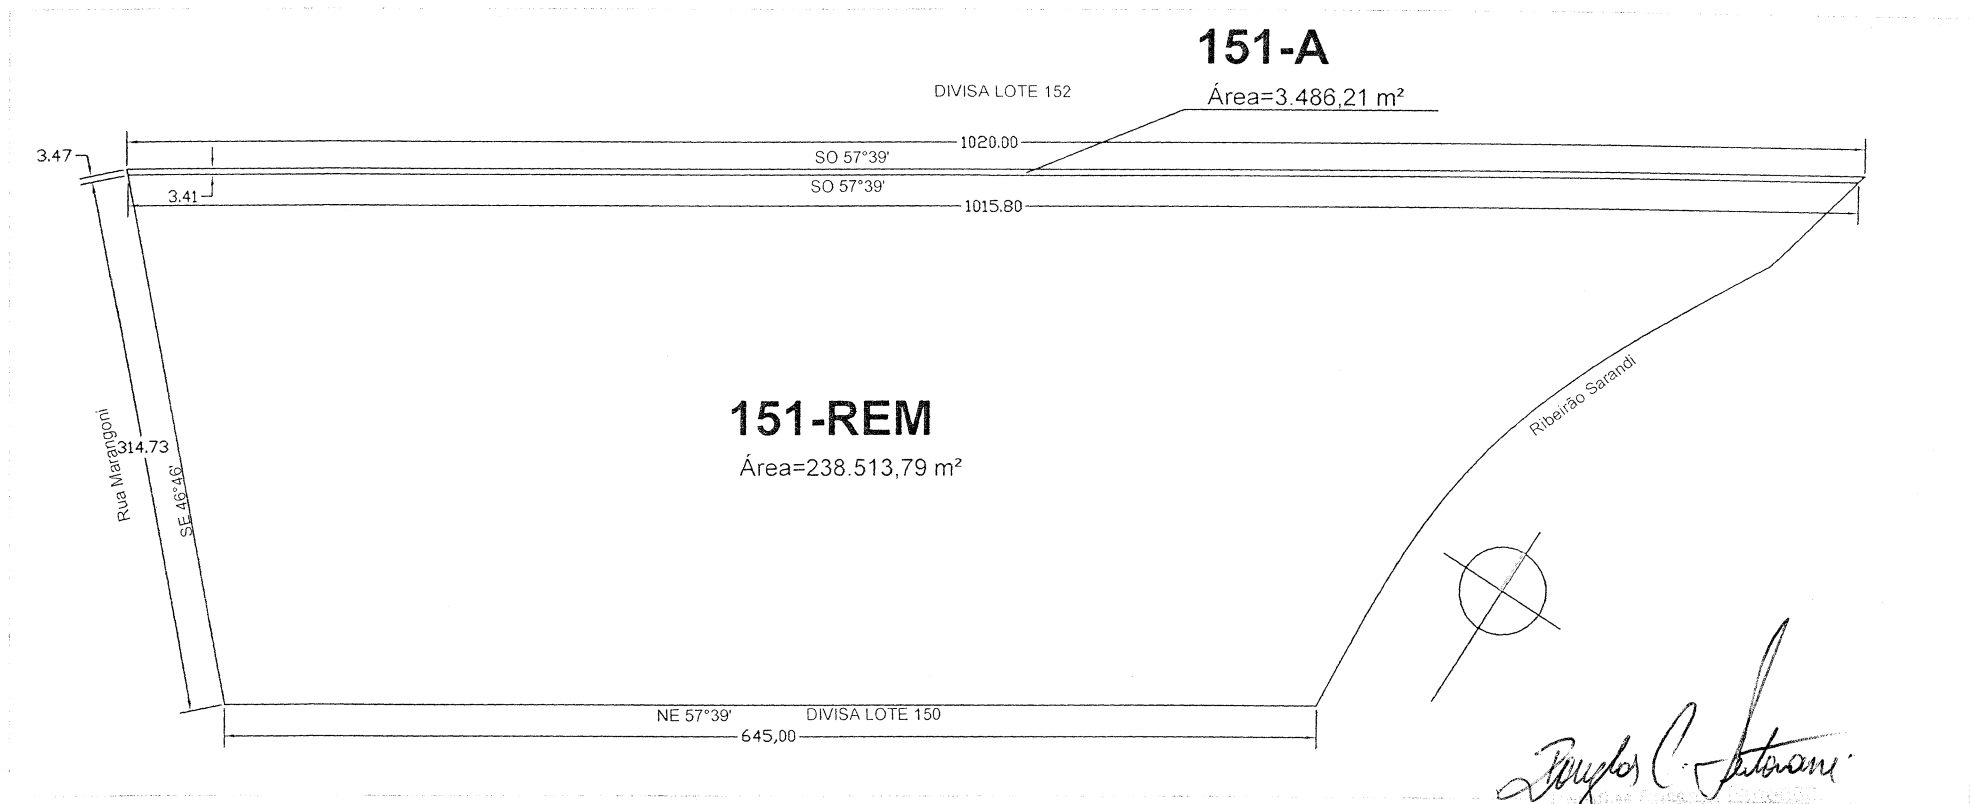 151-A
DIVISA LOTE 152
Área=3.486,21 m²
1020.00
3.47
SO 57°39'
SO 57°39'
3.41
1015.80
151-REM
Área=238.513,79 m²
Rua Marangoni
314.73
SE 46°46'
Ribeirão Sarandi
NE 57°39'
DIVISA LOTE 150
645,00
Douglas C.